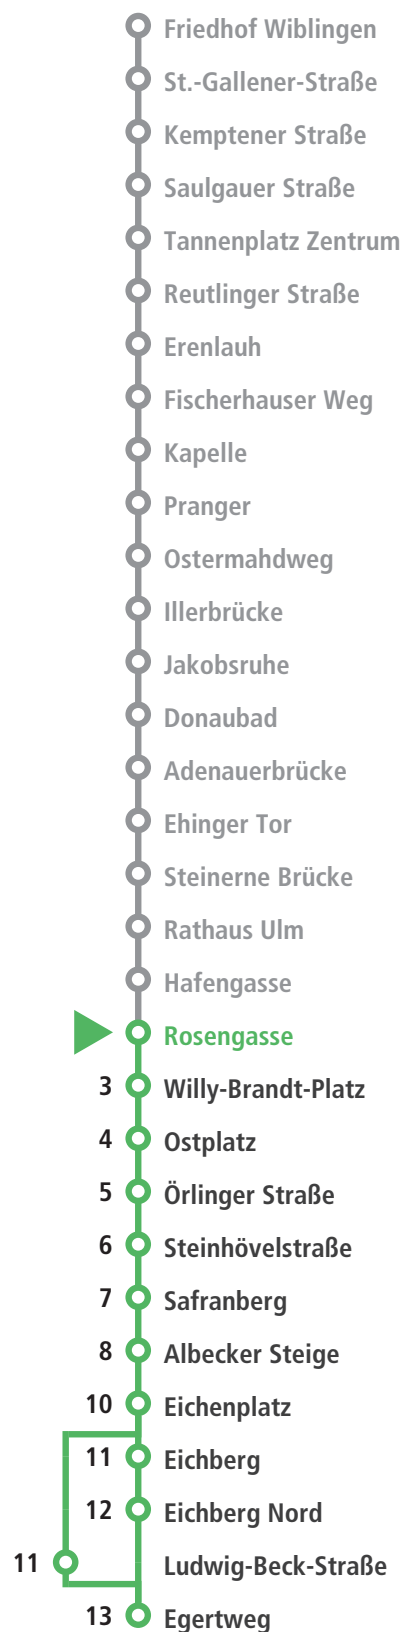 Friedhof Wiblingen
St.-Gallener-Straße
Kemptener Straße
Saulgauer Straße
Tannenplatz Zentrum
Reutlinger Straße
Erenlauh
Fischerhauser Weg
Kapelle
Pranger
Ostermahdweg
Illerbrücke
Jakobsruhe
Donaubad
Adenauerbrücke
Ehinger Tor
Steinerne Brücke
Rathaus Ulm
Hafengasse
Rosengasse
3 Willy-Brandt-Platz
4 Ostplatz
5 Örlinger Straße
6 Steinhövelstraße
7 Safranberg
8 Albecker Steige
10 Eichenplatz
11 Eichberg
12 Eichberg Nord
11 Ludwig-Beck-Straße
13 Egertweg